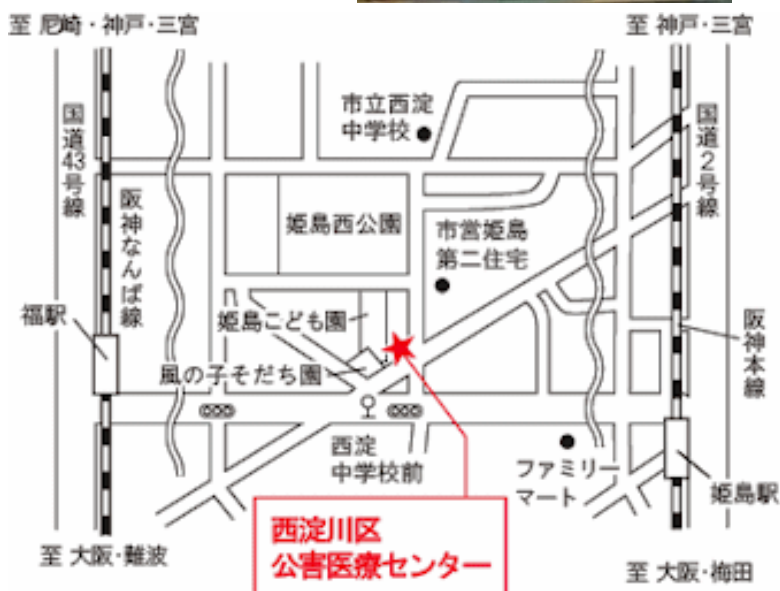 至 尼崎・神戸・三宮
至 神戸・三宮
国道43号線
阪神なんば線
市立西淀
中学校
国道2号線
姫島西公園
市営姫島
第二住宅
福駅
姫島こども園
風の子そだち園
阪神本線
西淀
中学校前
ファミリー
マート
姫島駅
西淀川区
公害医療センター
至 大阪・難波
至 大阪・梅田